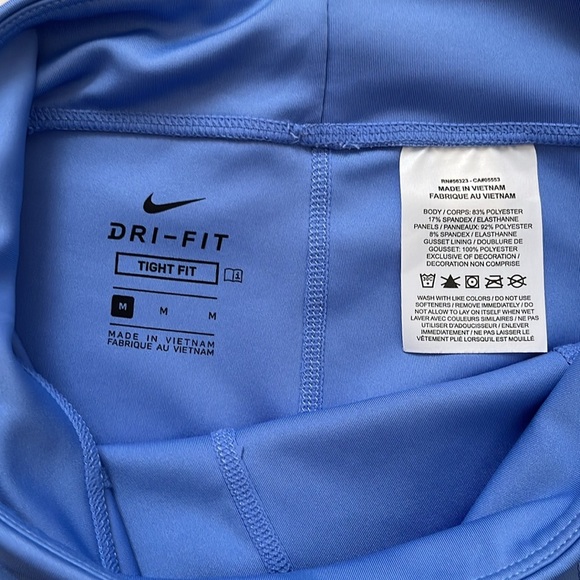 DRI-FIT
TIGHT FIT 1
M M M
MADE IN VIETNAM
FABRIQUE AU VIETNAM
RN#56323 - CA#05553
MADE IN VIETNAM
FABRIQUE AU VIETNAM
BODY / CORPS: 83% POLYESTER
17% SPANDEX / ELASTHANNE
PANELS / PANNEAUX: 92% POLYESTER
8% SPANDEX / ELASTHANNE
GUSSET LINING / DOUBLURE DE
GOUSSET: 100% POLYESTER
EXCLUSIVE OF DECORATION /
DECORATION NON COMPRISE
WASH WITH LIKE COLORS / DO NOT USE
SOFTENERS / REMOVE IMMEDIATELY / DO
NOT ALLOW TO LAY ON ITSELF WHEN WET
LAVER AVEC COULEURS SIMILAIRES / NE PAS
UTILISER D'ADOUCISSEUR / ENLEVER
IMMÉDIATEMENT / NE PAS LAISSER LE
VÊTEMENT PLIÉ LORSQU'IL EST MOUILLÉ